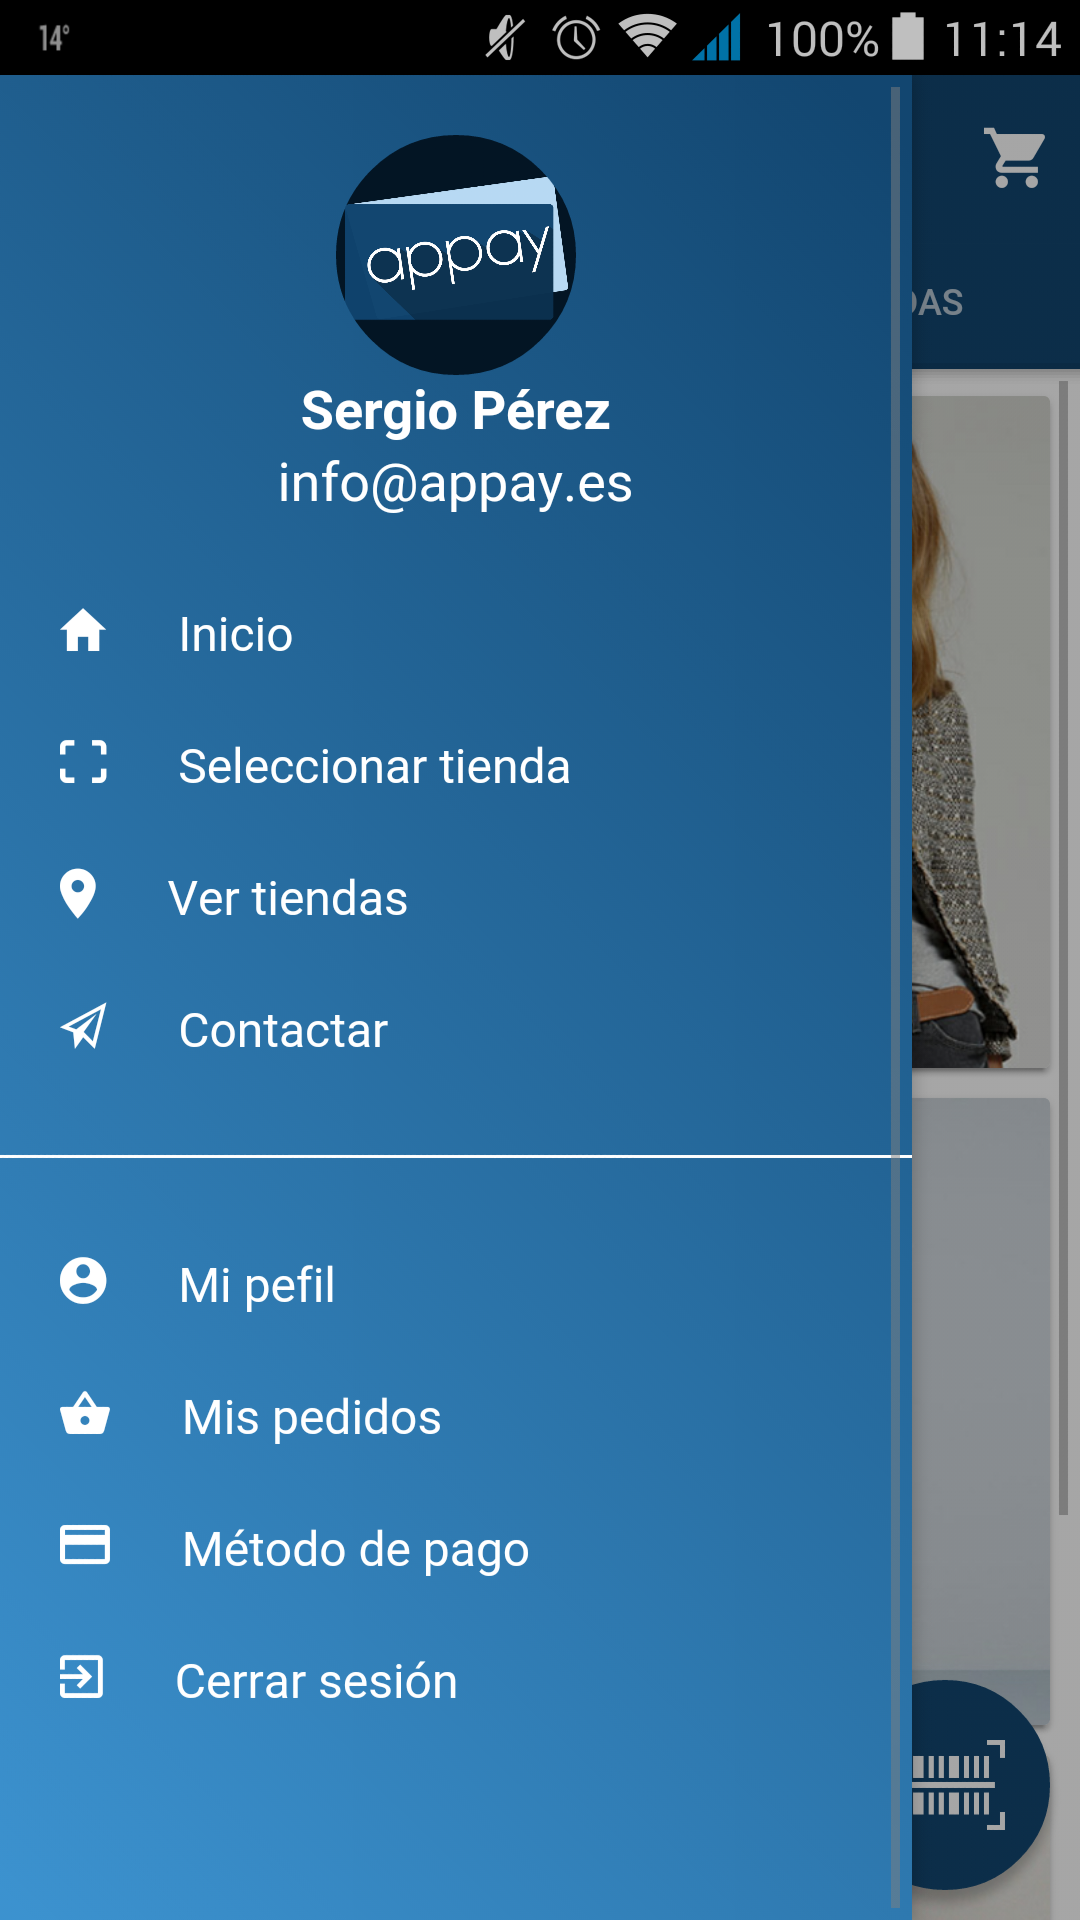 14° 100% 11:14
appay
DAS
Sergio Pérez
info@appay.es
Inicio
Seleccionar tienda
Ver tiendas
Contactar
Mi pefil
Mis pedidos
Método de pago
Cerrar sesión